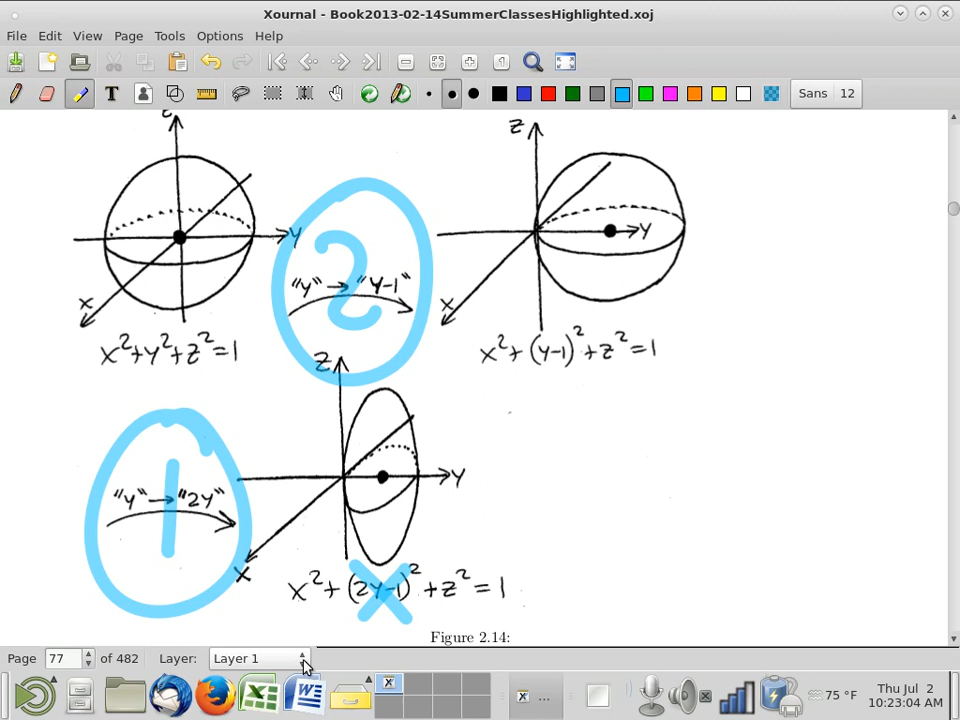 Xournal - Book2013-02-14SummerClassesHighlighted.xoj
File Edit View Page Tools Options Help
Sans 12
Z
Y
X
x²+y²+z²=1
2
"y" → "y-1"
Z
Y
X
x²+(y-1)²+z²=1
1
"y" → "2y"
Z
Y
X
x²+(2y-1)²+z²=1
X
Figure 2.14:
Page 77 of 482 Layer: Layer 1
...
75 °F
Thu Jul 2
10:23:04 AM